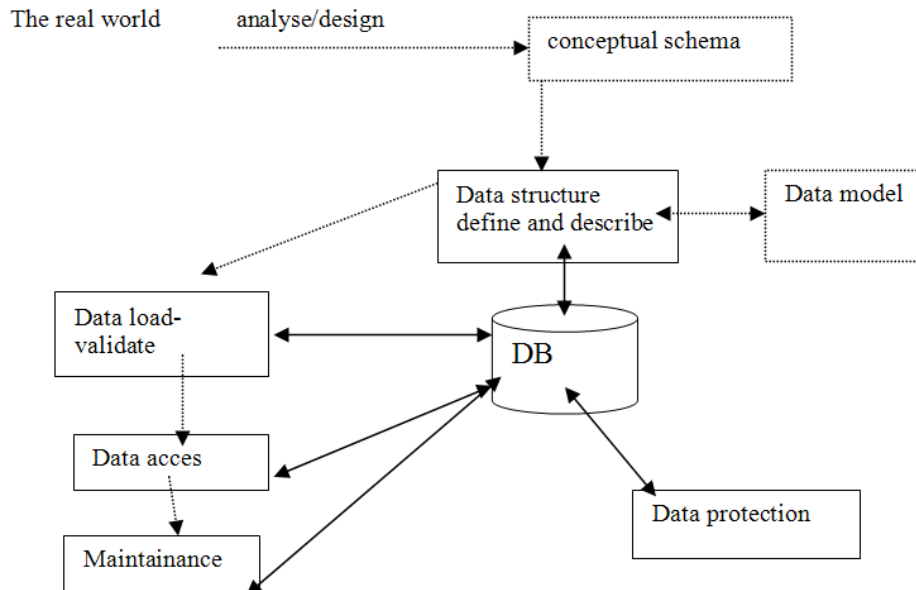 The real world analyse/design
conceptual schema
Data structure
define and describe
Data model
Data load-
validate
DB
Data acces
Data protection
Maintainance